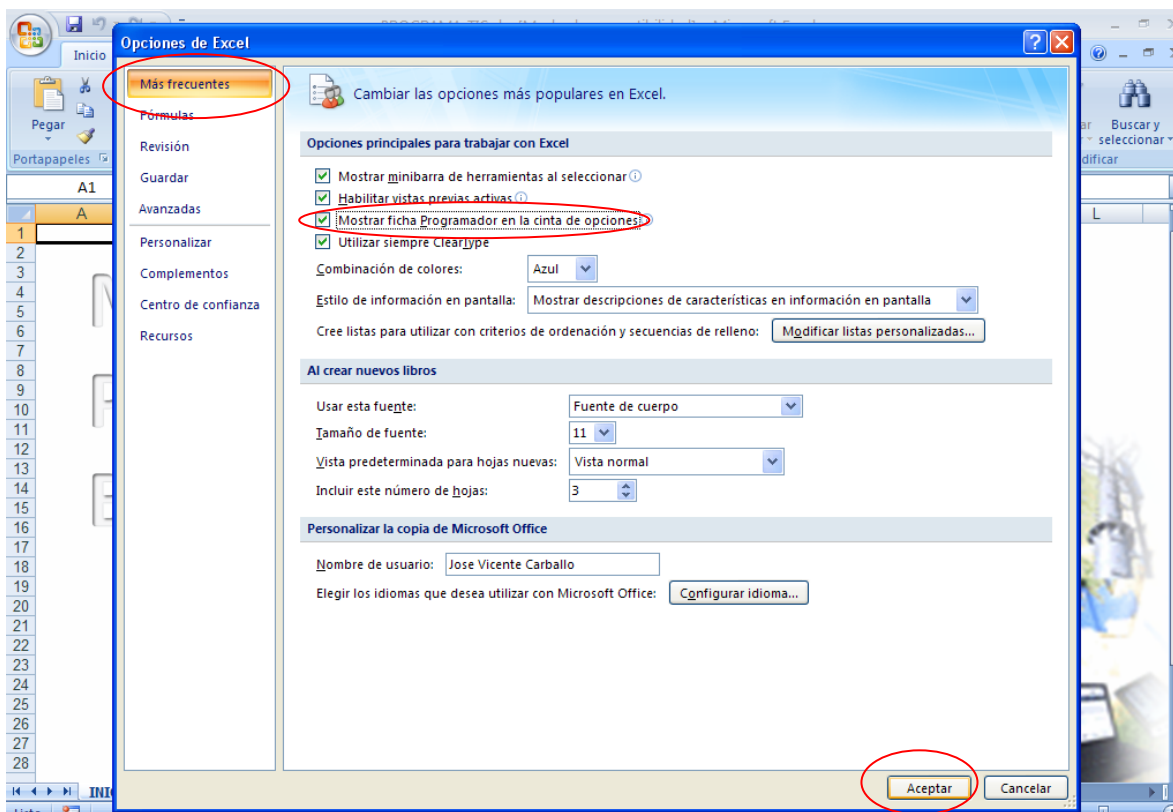 Opciones de Excel
Inicio
Pegar
Portapapeles
Buscar y
seleccionar
dificar
A1
A
L
1
2
3
4
5
6
7
8
9
10
11
12
13
14
15
16
17
18
19
20
21
22
23
24
25
26
27
28
Más frecuentes
Fórmulas
Revisión
Guardar
Avanzadas
Personalizar
Complementos
Centro de confianza
Recursos
Cambiar las opciones más populares en Excel.
Opciones principales para trabajar con Excel
Mostrar minibarra de herramientas al seleccionar
Habilitar vistas previas activas
Mostrar ficha Programador en la cinta de opciones
Utilizar siempre ClearType
Combinación de colores: Azul
Estilo de información en pantalla: Mostrar descripciones de características en información en pantalla
Cree listas para utilizar con criterios de ordenación y secuencias de relleno: Modificar listas personalizadas...
Al crear nuevos libros
Usar esta fuente: Fuente de cuerpo
Tamaño de fuente: 11
Vista predeterminada para hojas nuevas: Vista normal
Incluir este número de hojas: 3
Personalizar la copia de Microsoft Office
Nombre de usuario: Jose Vicente Carballo
Elegir los idiomas que desea utilizar con Microsoft Office: Configurar idioma...
Aceptar Cancelar
INI